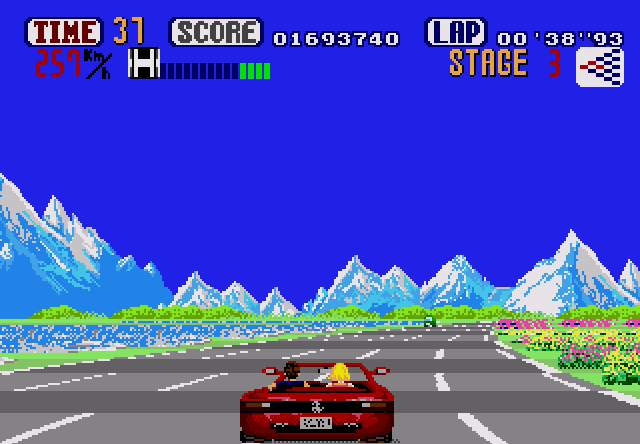 TIME 37 SCORE 01693740 LAP 00'38"93
257 Km/h H STAGE 3